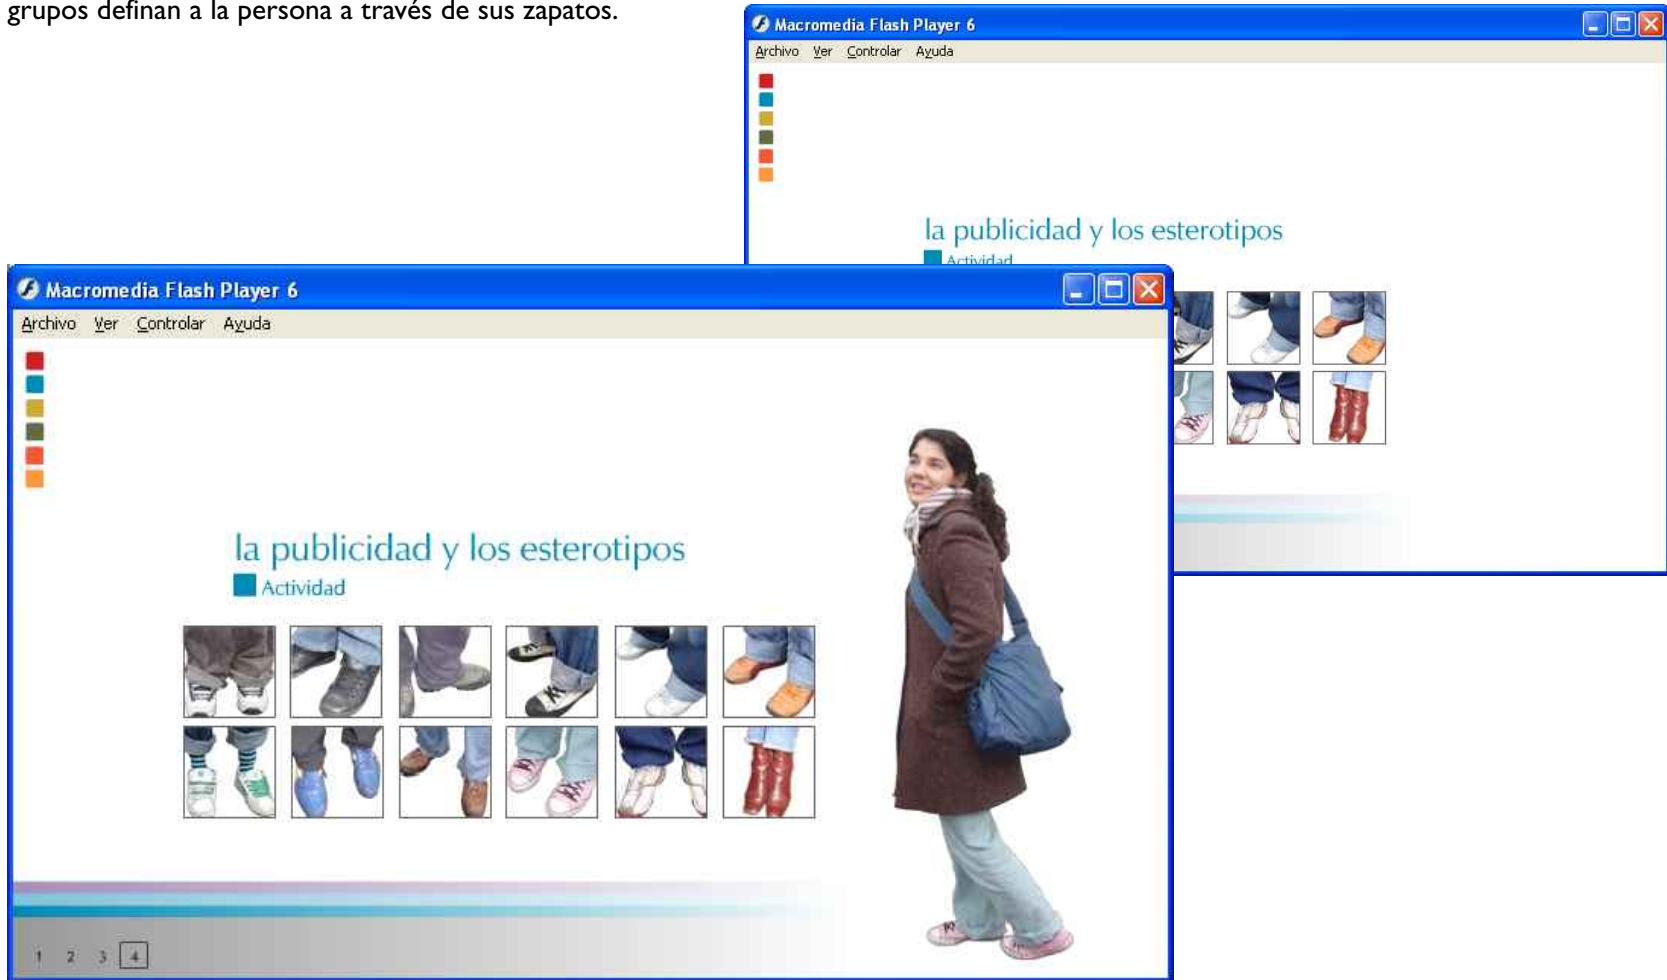 grupos definan a la persona a través de sus zapatos.
Macromedia Flash Player 6
Archivo Ver Controlar Ayuda
la publicidad y los esterotipos
Actividad
Macromedia Flash Player 6
Archivo Ver Controlar Ayuda
la publicidad y los esterotipos
Actividad
1 2 3 4